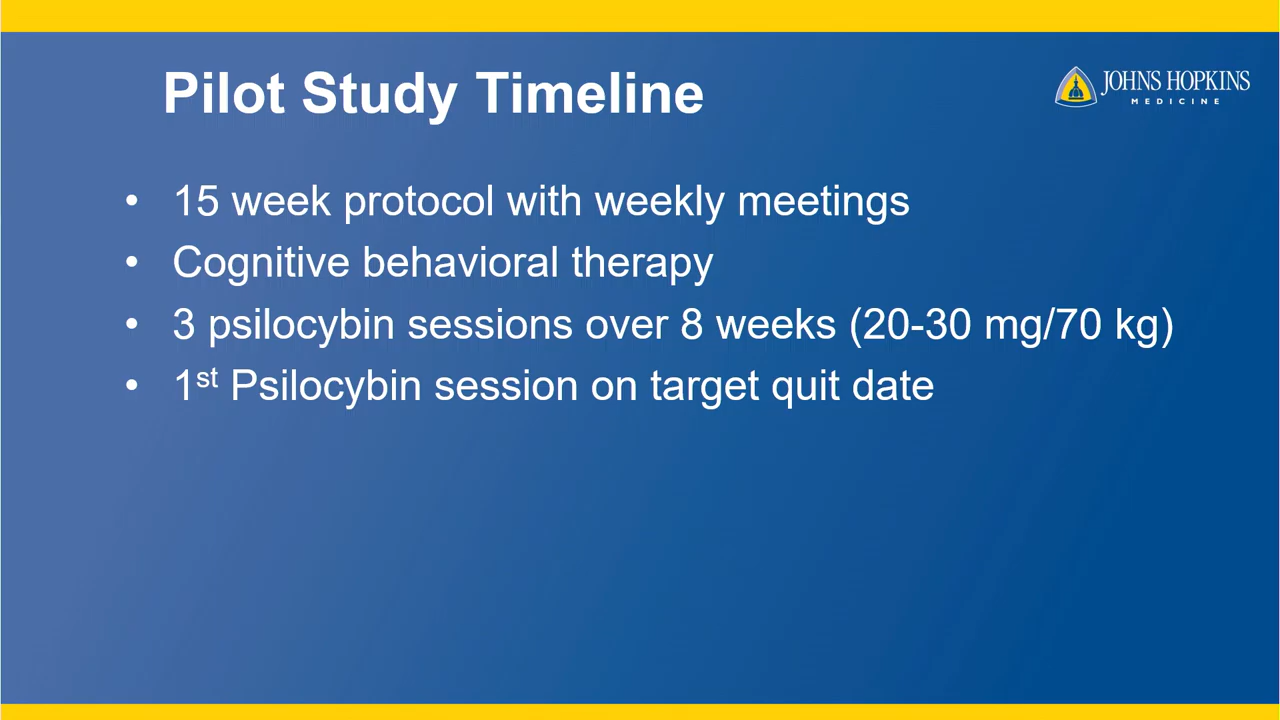 Pilot Study Timeline
JOHNS HOPKINS
MEDICINE
• 15 week protocol with weekly meetings
• Cognitive behavioral therapy
• 3 psilocybin sessions over 8 weeks (20-30 mg/70 kg)
• 1st Psilocybin session on target quit date